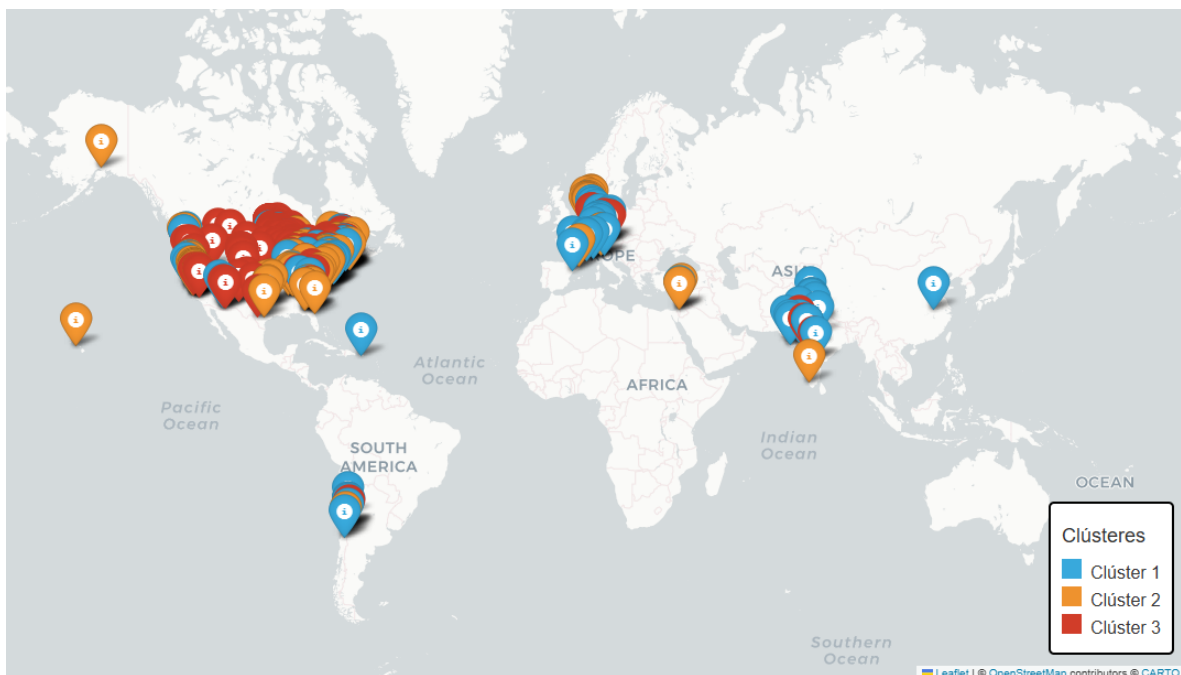 EUROPE
ASIA
Atlantic
Ocean
AFRICA
Pacific
Ocean
Indian
Ocean
SOUTH
AMERICA
OCEAN
Clústeres
Clúster 1
Clúster 2
Clúster 3
Southern
Ocean
Leaflet | © OpenStreetMap contributors © CARTO